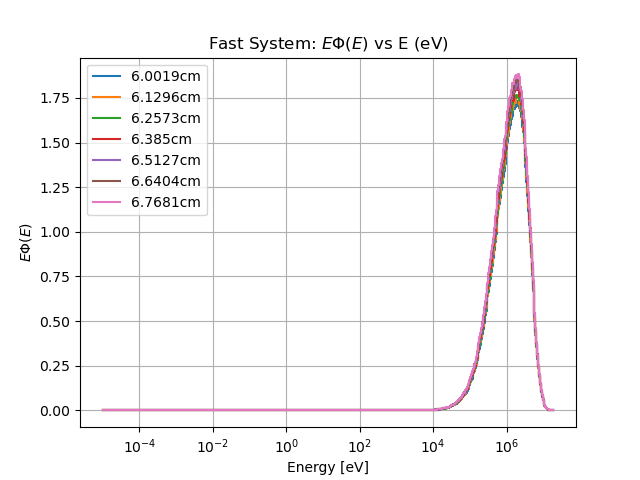 Fast System: EΦ(E) vs E (eV)
6.0019cm
6.1296cm
6.2573cm
6.385cm
6.5127cm
6.6404cm
6.7681cm
EΦ(E)
1.75
1.50
1.25
1.00
0.75
0.50
0.25
0.00
10⁻⁴ 10⁻² 10⁰ 10² 10⁴ 10⁶
Energy [eV]